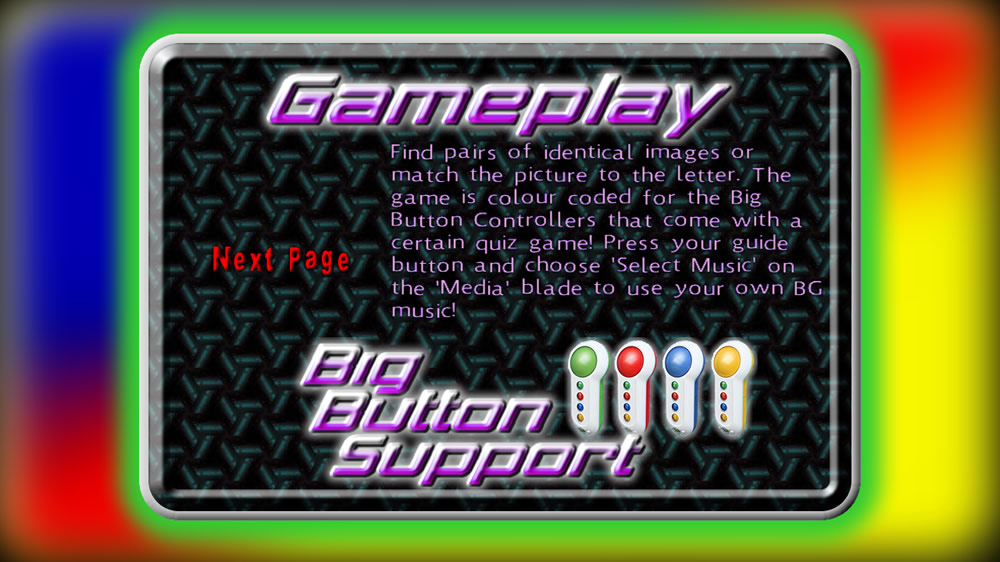 Gameplay
Find pairs of identical images or
match the picture to the letter. The
game is colour coded for the Big
Button Controllers that come with a
certain quiz game! Press your guide
button and choose 'Select Music' on
the 'Media' blade to use your own BG
music!
Next Page
Big
Button
Support